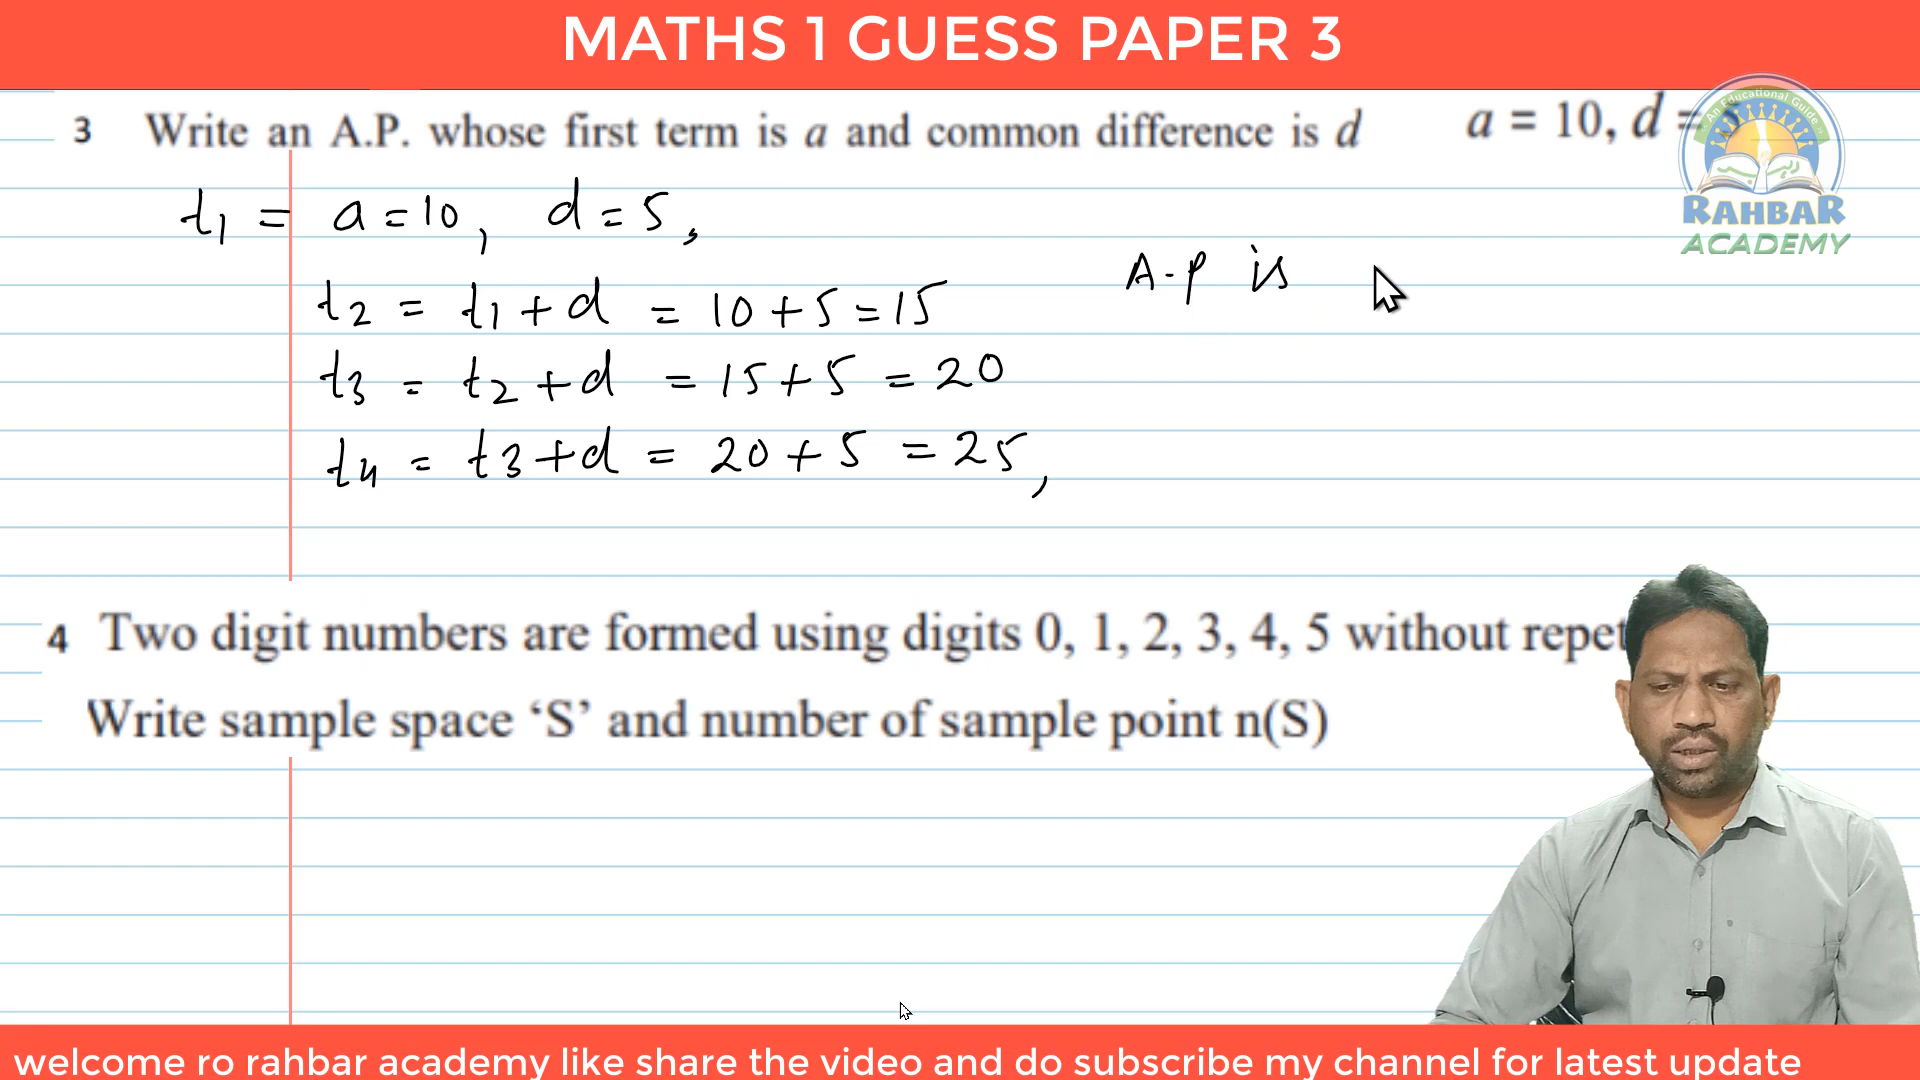 MATHS 1 GUESS PAPER 3
3 Write an A.P. whose first term is a and common difference is d a = 10, d =
An Educational Guide
RAHBAR
ACADEMY
t1 = a = 10, d = 5,
A-P is
t2 = t1 + d = 10 + 5 = 15
t3 = t2 + d = 15 + 5 = 20
t4 = t3 + d = 20 + 5 = 25,
4 Two digit numbers are formed using digits 0, 1, 2, 3, 4, 5 without
Write sample space ‘S’ and number of sample point n(S)
welcome ro rahbar academy like share the video and do subscribe my channel for latest update